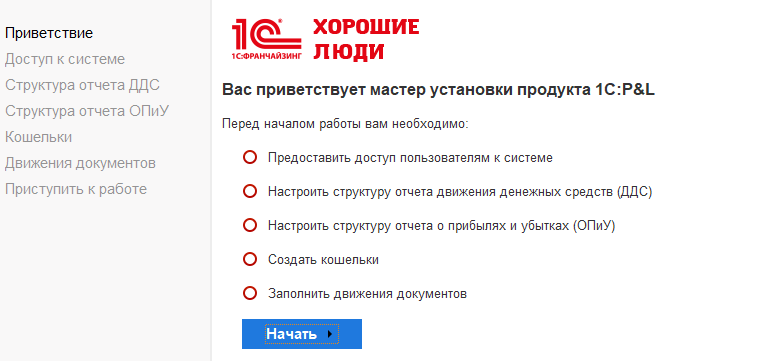 Приветствие
Доступ к системе
Структура отчета ДДС
Структура отчета ОПиУ
Кошельки
Движения документов
Приступить к работе
1С
1С:ФРАНЧАЙЗИНГ
ХОРОШИЕ
ЛЮДИ
Вас приветствует мастер установки продукта 1C:P&L
Перед началом работы вам необходимо:
Предоставить доступ пользователям к системе
Настроить структуру отчета движения денежных средств (ДДС)
Настроить структуру отчета о прибылях и убытках (ОПиУ)
Создать кошельки
Заполнить движения документов
Начать